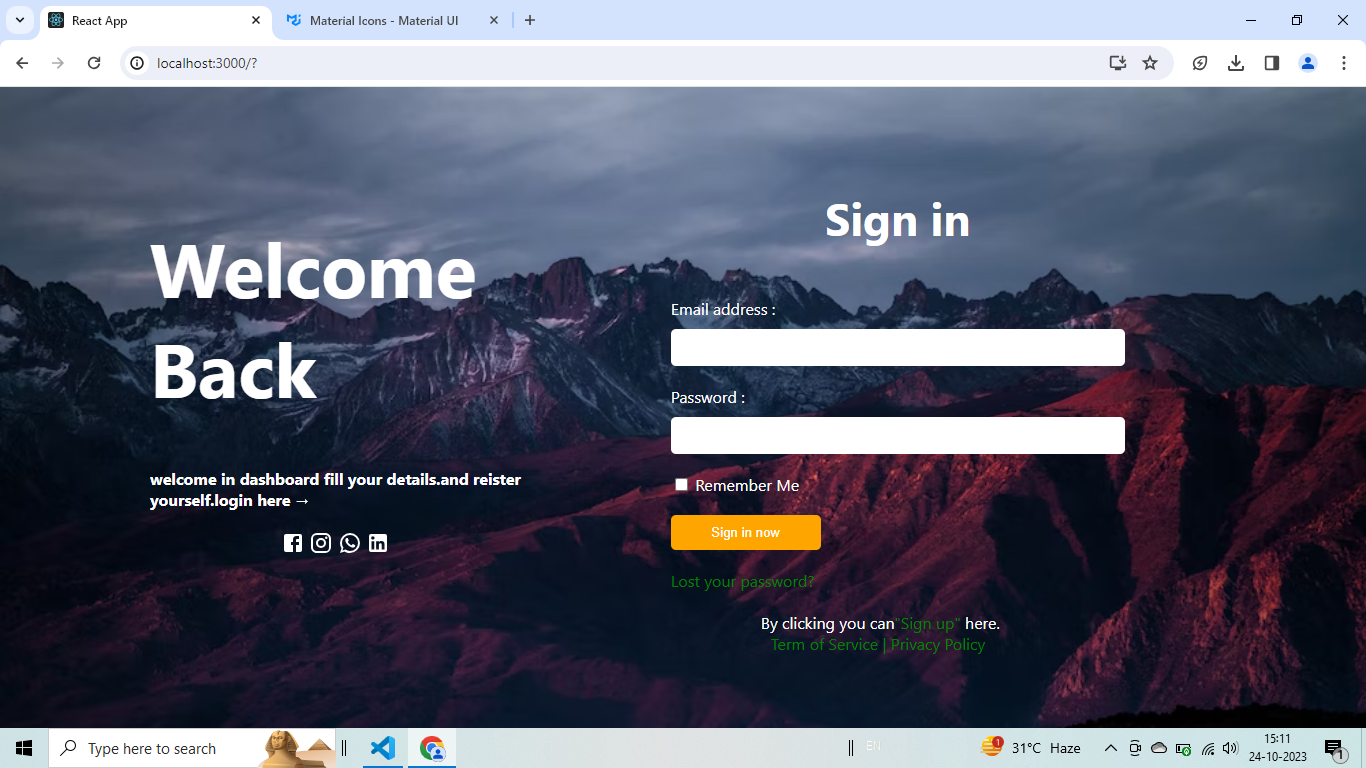 React App
Material Icons - Material UI
localhost:3000/?
Welcome
Back
welcome in dashboard fill your details.and reister
yourself.login here →
Sign in
Email address :
Password :
Remember Me
Sign in now
Lost your password?
By clicking you can"Sign up" here.
Term of Service | Privacy Policy
Type here to search
EN
1
31°C Haze
15:11
24-10-2023
1